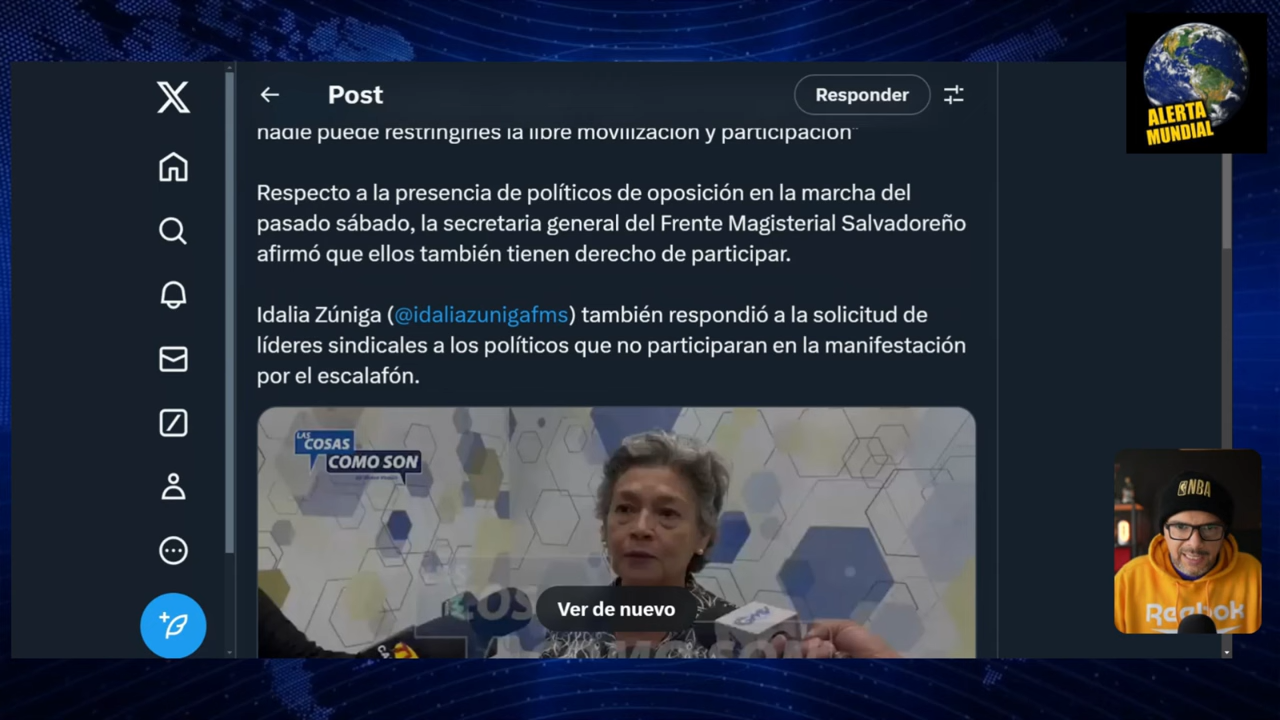 Post
Responder
nadie puede restringirles la libre movilización y participación"
Respecto a la presencia de políticos de oposición en la marcha del
pasado sábado, la secretaria general del Frente Magisterial Salvadoreño
afirmó que ellos también tienen derecho de participar.
Idalia Zúniga (@idaliazunigafms) también respondió a la solicitud de
líderes sindicales a los políticos que no participaran en la manifestación
por el escalafón.
LAS
COSAS
COMO SON
Ver de nuevo
ALERTA
MUNDIAL
NBA
Reebok